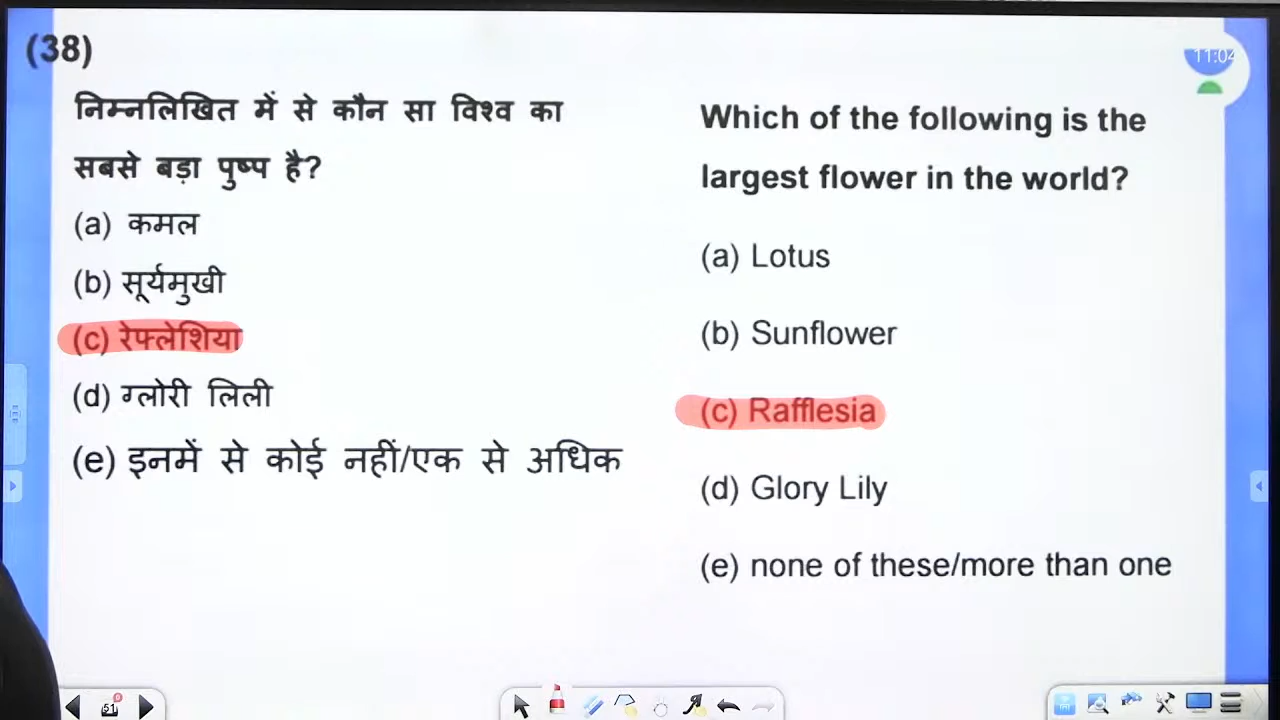 (38)
निम्नलिखित में से कौन सा विश्व का
सबसे बड़ा पुष्प है?
(a) कमल
(b) सूर्यमुखी
(c) रेफ्लेशिया
(d) ग्लोरी लिली
(e) इनमें से कोई नहीं/एक से अधिक
11:04
Which of the following is the
largest flower in the world?
(a) Lotus
(b) Sunflower
(c) Rafflesia
(d) Glory Lily
(e) none of these/more than one
51